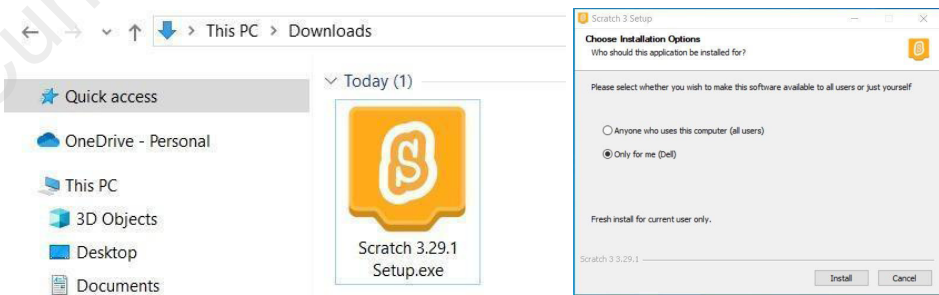 This PC > Downloads
Quick access
OneDrive - Personal
This PC
3D Objects
Desktop
Documents
Today (1)
S
Scratch 3.29.1
Setup.exe
Scratch 3 Setup
Choose Installation Options
Who should this application be installed for?
Please select whether you wish to make this software available to all users or just yourself
Anyone who uses this computer (all users)
Only for me (Dell)
Fresh install for current user only.
Scratch 3 3.29.1
Install Cancel